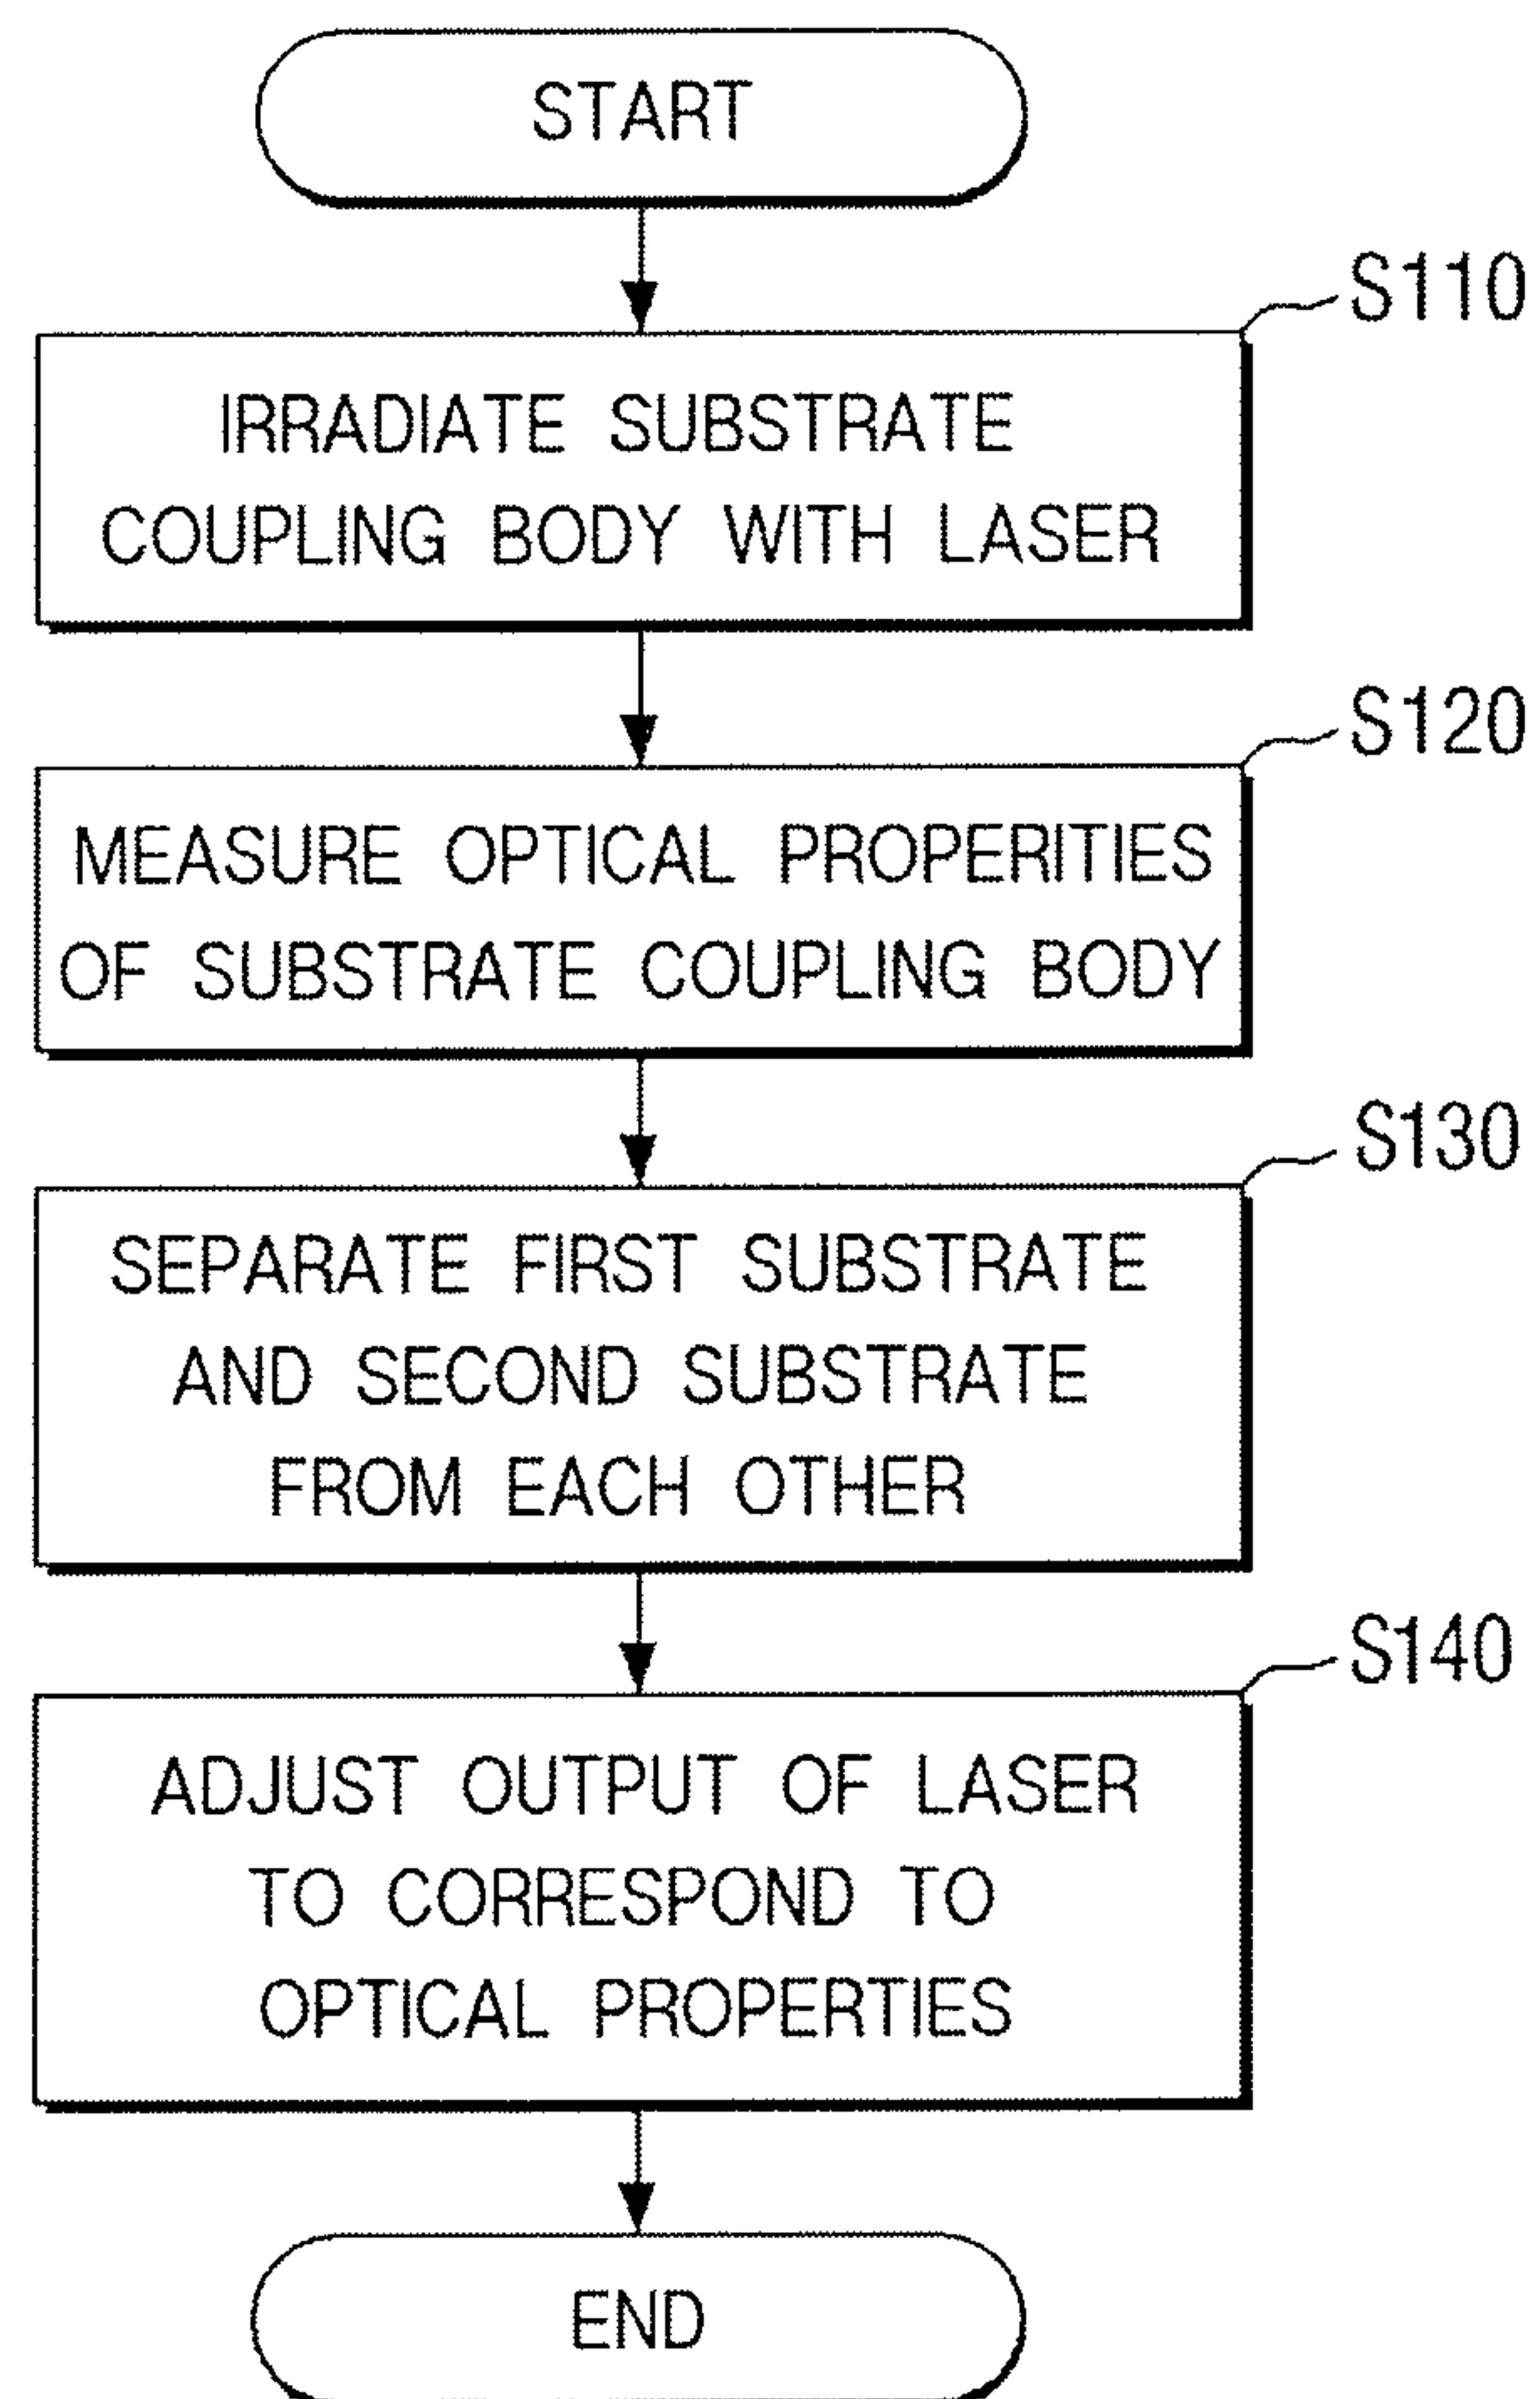 START
S110
IRRADIATE SUBSTRATE
COUPLING BODY WITH LASER
S120
MEASURE OPTICAL PROPERITIES
OF SUBSTRATE COUPLING BODY
S130
SEPARATE FIRST SUBSTRATE
AND SECOND SUBSTRATE
FROM EACH OTHER
S140
ADJUST OUTPUT OF LASER
TO CORRESPOND TO
OPTICAL PROPERTIES
END